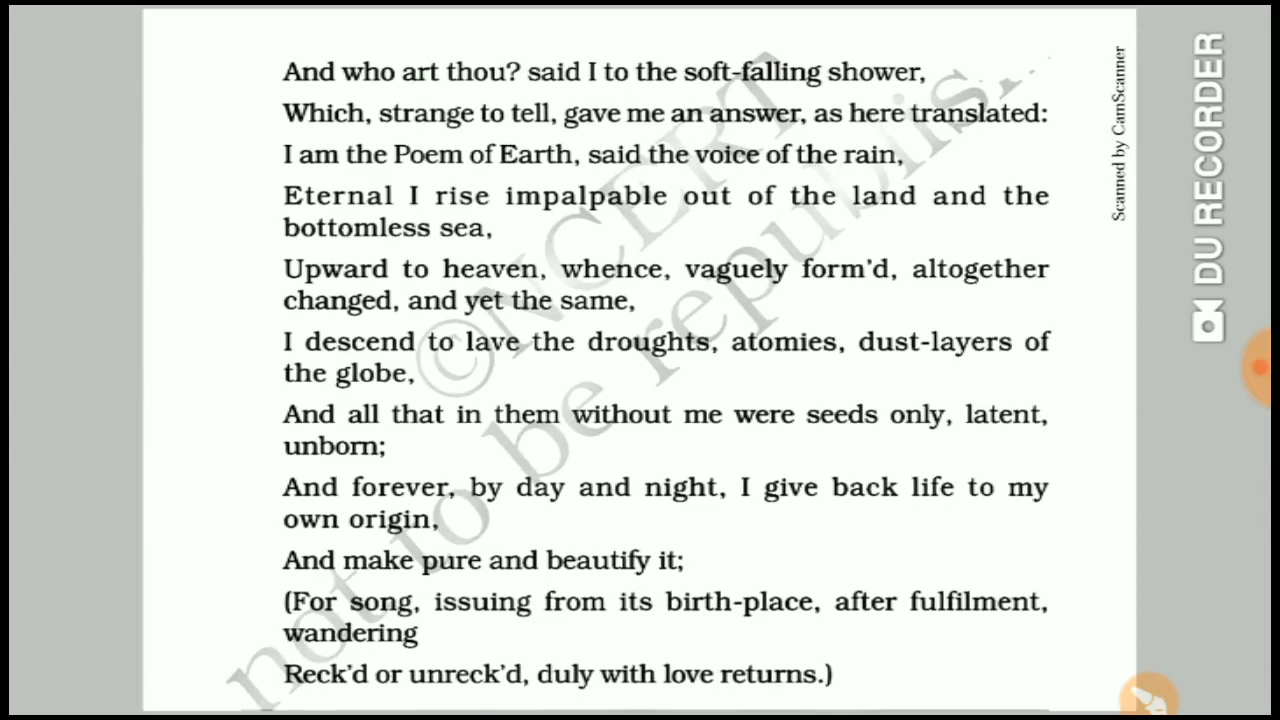 And who art thou? said I to the soft-falling shower,
Which, strange to tell, gave me an answer, as here translated:
I am the Poem of Earth, said the voice of the rain,
Eternal I rise impalpable out of the land and the
bottomless sea,
Upward to heaven, whence, vaguely form'd, altogether
changed, and yet the same,
I descend to lave the droughts, atomies, dust-layers of
the globe,
And all that in them without me were seeds only, latent,
unborn;
And forever, by day and night, I give back life to my
own origin,
And make pure and beautify it;
(For song, issuing from its birth-place, after fulfilment,
wandering
Reck'd or unreck'd, duly with love returns.)
©NCERT
not to be republis...
Scanned by CamScanner
DU RECORDER